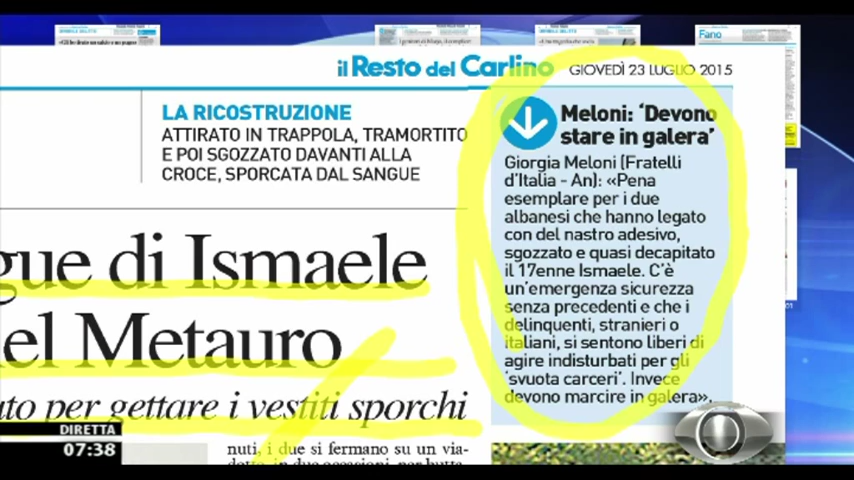 Fano
il Resto del Carlino GIOVEDÌ 23 LUGLIO 2015
LA RICOSTRUZIONE
ATTIRATO IN TRAPPOLA, TRAMORTITO
E POI SGOZZATO DAVANTI ALLA
CROCE, SPORCATA DAL SANGUE
gue di Ismaele
el Metauro
to per gettare i vestiti sporchi
nuti, i due si fermano su un via-
Meloni: 'Devono
stare in galera'
Giorgia Meloni (Fratelli
d'Italia - An): «Pena
esemplare per i due
albanesi che hanno legato
con del nastro adesivo,
sgozzato e quasi decapitato
il 17enne Ismaele. C'è
un'emergenza sicurezza
senza precedenti e che i
delinquenti, stranieri o
italiani, si sentono liberi di
agire indisturbati per gli
'svuota carceri'. Invece
devono marcire in galera».
DIRETTA
07:38